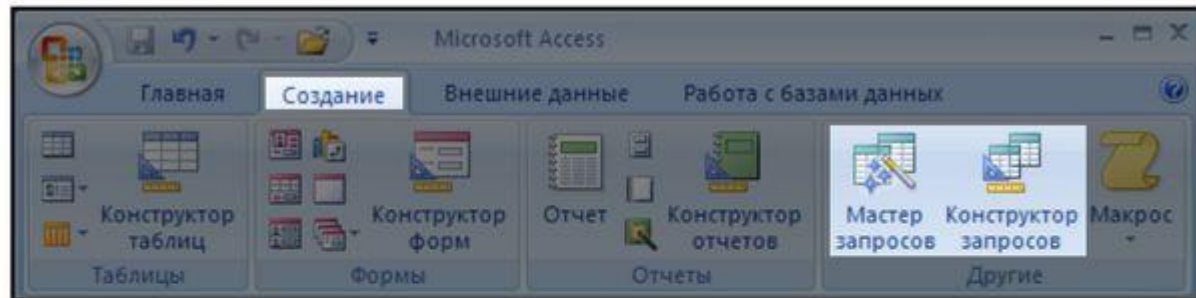 Microsoft Access
Главная Создание Внешние данные Работа с базами данных
Конструктор таблиц
Конструктор форм
Отчет
Конструктор отчетов
Мастер запросов
Конструктор запросов
Макрос
Таблицы Формы Отчеты Другие